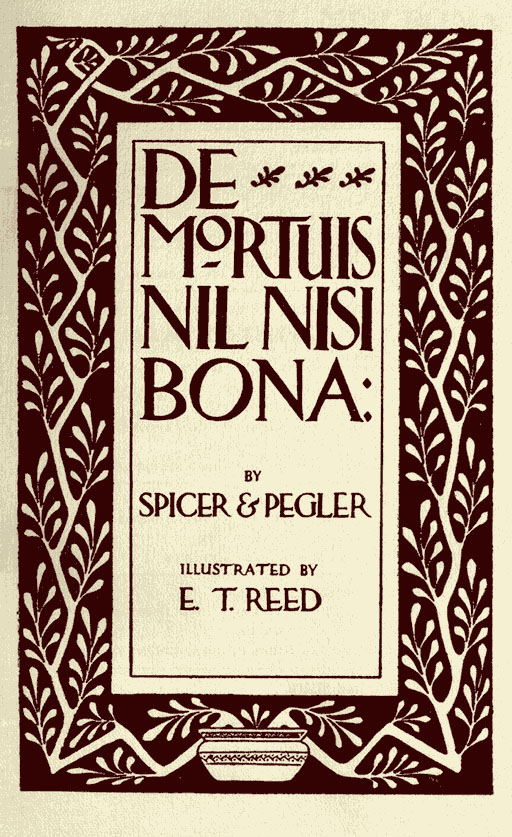 DE
MORTUIS
NIL NISI
BONA:
BY
SPICER & PEGLER
ILLUSTRATED BY
E. T. REED